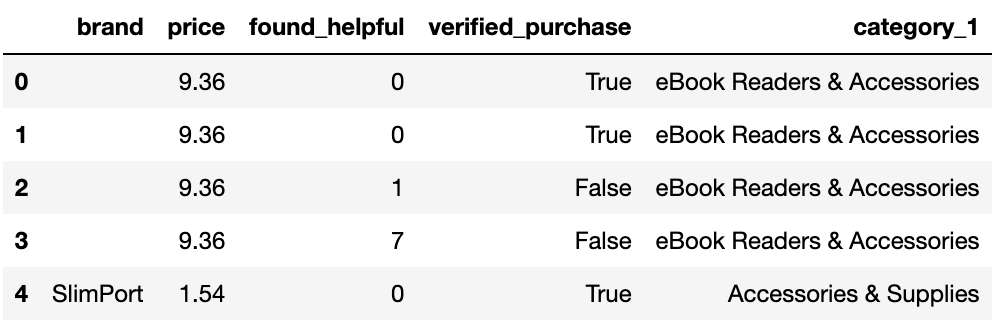 brand price found_helpful verified_purchase category_1
0 9.36 0 True eBook Readers & Accessories
1 9.36 0 True eBook Readers & Accessories
2 9.36 1 False eBook Readers & Accessories
3 9.36 7 False eBook Readers & Accessories
4 SlimPort 1.54 0 True Accessories & Supplies